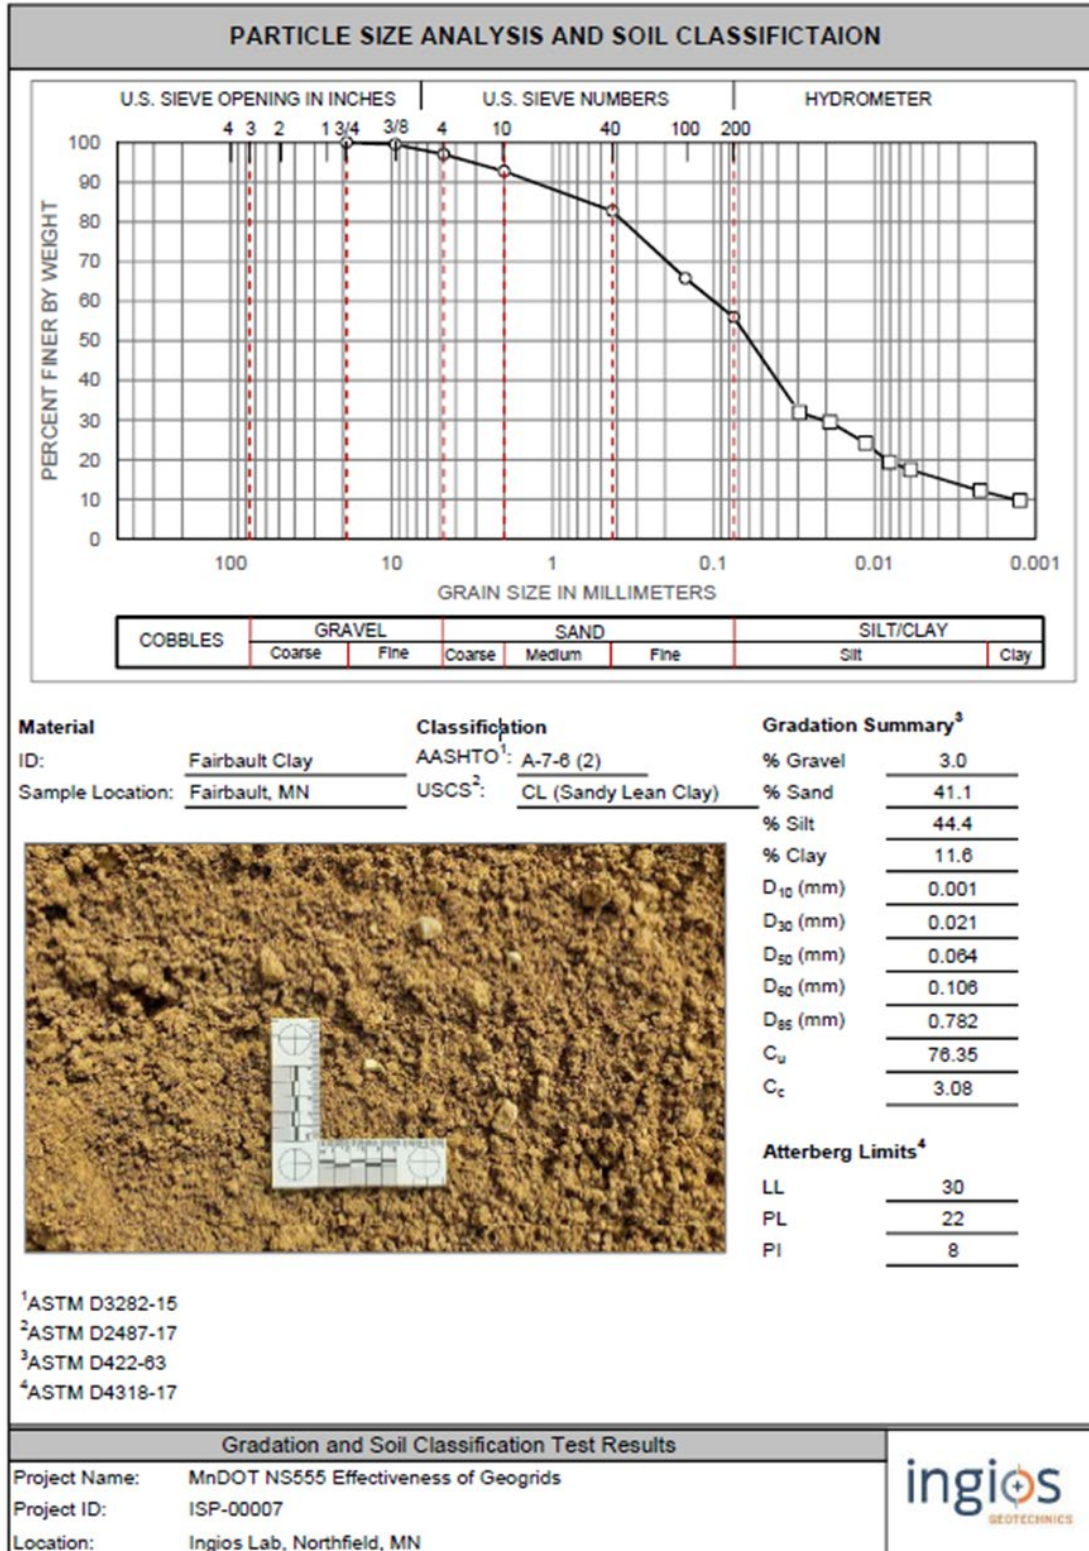 PARTICLE SIZE ANALYSIS AND SOIL CLASSIFICTAION
U.S. SIEVE OPENING IN INCHES U.S. SIEVE NUMBERS HYDROMETER
4 3 2 1 3/4 3/8 4 10 40 100 200
PERCENT FINER BY WEIGHT
100
90
80
70
60
50
40
30
20
10
0
100 10 1 0.1 0.01 0.001
GRAIN SIZE IN MILLIMETERS
COBBLES GRAVEL SAND SILT/CLAY
Coarse Fine Coarse Medium Fine Silt Clay
Material
ID: Fairbault Clay
Sample Location: Fairbault, MN
Classification
AASHTO1: A-7-6 (2)
USCS2: CL (Sandy Lean Clay)
Gradation Summary3
% Gravel 3.0
% Sand 41.1
% Silt 44.4
% Clay 11.6
D10 (mm) 0.001
D30 (mm) 0.021
D50 (mm) 0.064
D60 (mm) 0.106
D85 (mm) 0.782
Cu 76.35
Cc 3.08
Atterberg Limits4
LL 30
PL 22
PI 8
1ASTM D3282-15
2ASTM D2487-17
3ASTM D422-63
4ASTM D4318-17
Gradation and Soil Classification Test Results
Project Name: MnDOT NS555 Effectiveness of Geogrids
Project ID: ISP-00007
Location: Ingios Lab, Northfield, MN
ingios
GEOTECHNICS